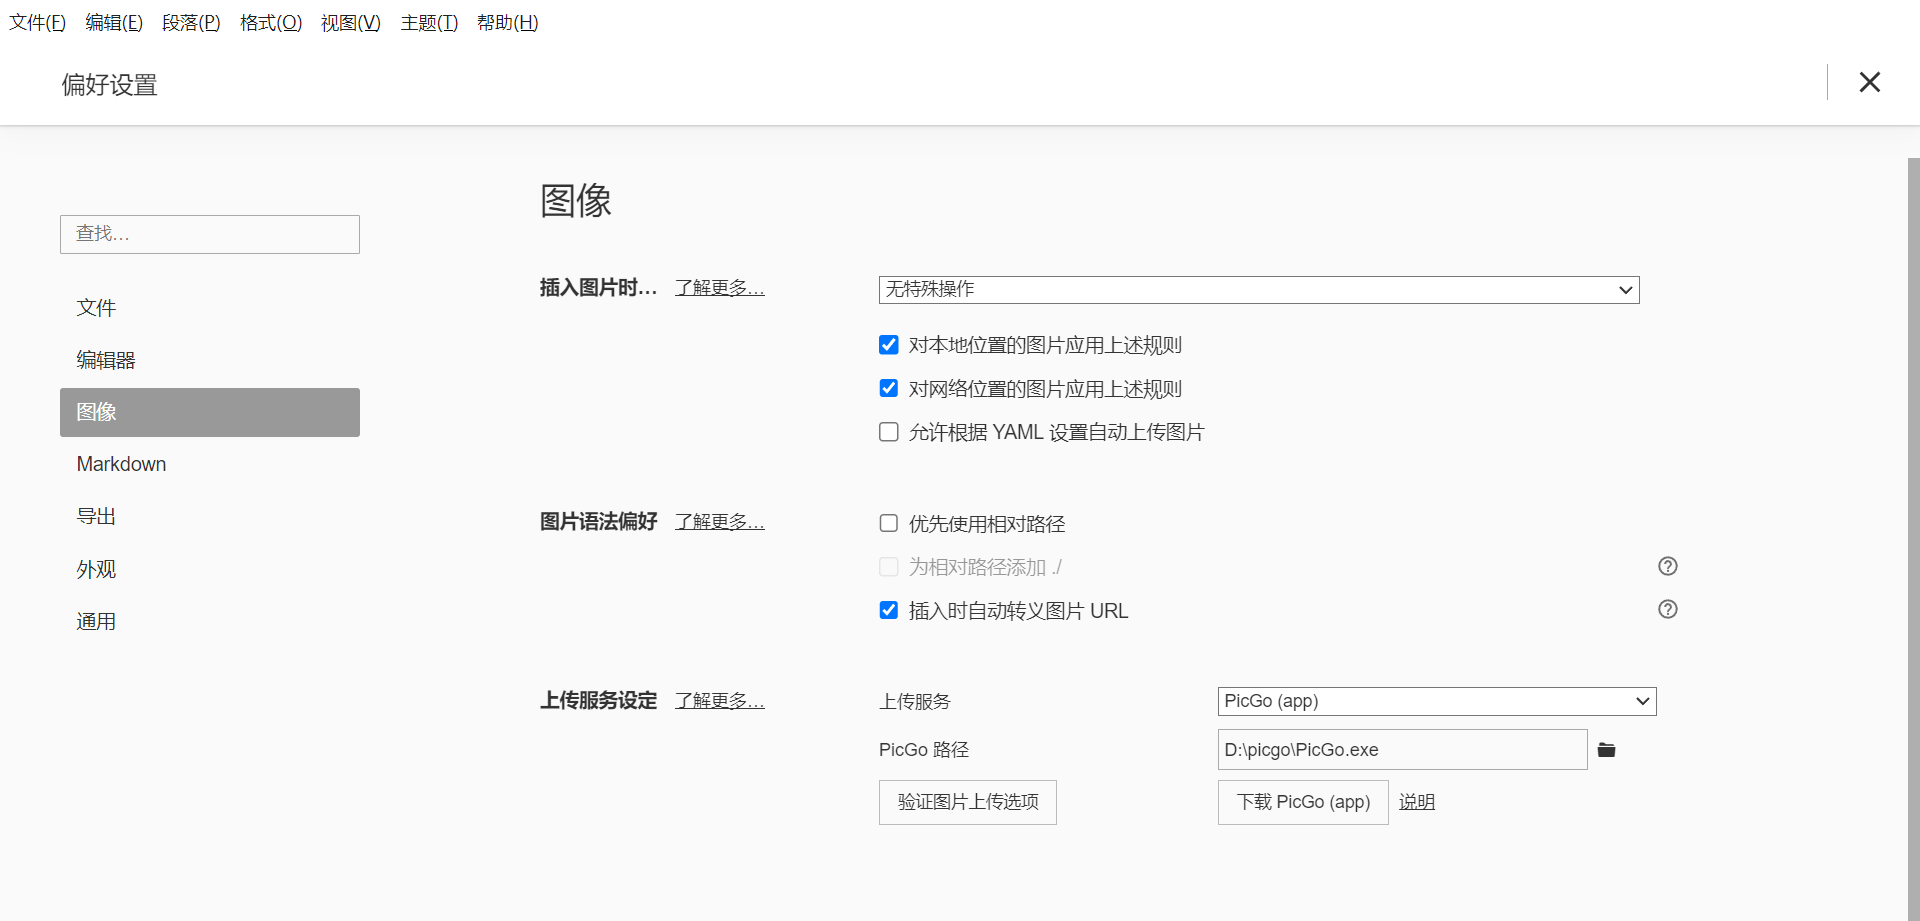 文件(F) 编辑(E) 段落(P) 格式(O) 视图(V) 主题(T) 帮助(H)
偏好设置
查找...
文件
编辑器
图像
Markdown
导出
外观
通用
图像
插入图片时... 了解更多... 无特殊操作
对本地位置的图片应用上述规则
对网络位置的图片应用上述规则
允许根据 YAML 设置自动上传图片
图片语法偏好 了解更多... 优先使用相对路径
为相对路径添加 ./
插入时自动转义图片 URL
上传服务设定 了解更多... 上传服务 PicGo (app)
PicGo 路径 D:\picgo\PicGo.exe
验证图片上传选项 下载 PicGo (app) 说明